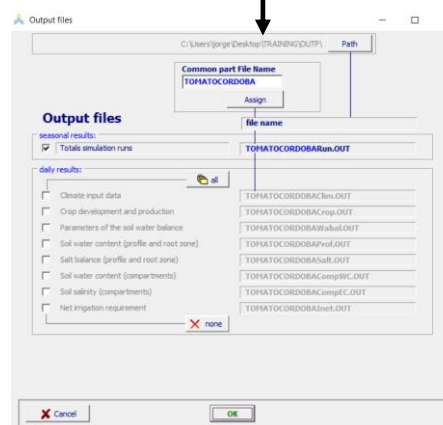 Output files
C:\Users\jorge\Desktop\TRAINING\OUTP\ Path
Common part File Name
TOMATOCORDOBA
Assign
Output files
file name
seasonal results:
Totals simulation runs TOMATOCORDOBARun.OUT
daily results:
all
Climate input data TOMATOCORDOBAClim.OUT
Crop development and production TOMATOCORDOBACrop.OUT
Parameters of the soil water balance TOMATOCORDOBAWabal.OUT
Soil water content (profile and root zone) TOMATOCORDOBAProf.OUT
Salt balance (profile and root zone) TOMATOCORDOBASalt.OUT
Soil water content (compartments) TOMATOCORDOBACompWC.OUT
Soil salinity (compartments) TOMATOCORDOBACompEC.OUT
Net irrigation requirement TOMATOCORDOBAInet.OUT
none
Cancel OK